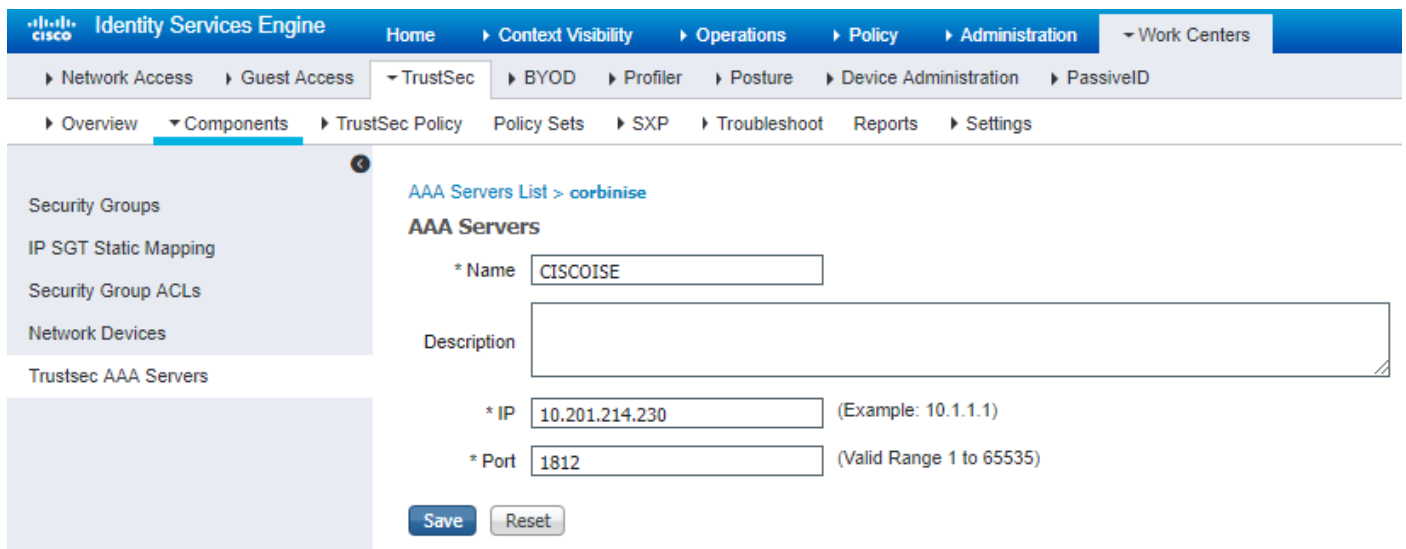 cisco Identity Services Engine Home Context Visibility Operations Policy Administration Work Centers
Network Access Guest Access TrustSec BYOD Profiler Posture Device Administration PassiveID
Overview Components TrustSec Policy Policy Sets SXP Troubleshoot Reports Settings
Security Groups
IP SGT Static Mapping
Security Group ACLs
Network Devices
Trustsec AAA Servers
AAA Servers List > corbinise
AAA Servers
* Name CISCOISE
Description
* IP 10.201.214.230 (Example: 10.1.1.1)
* Port 1812 (Valid Range 1 to 65535)
Save Reset